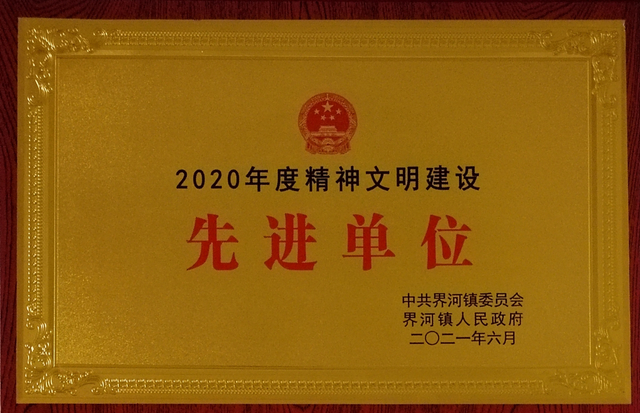 2020年度精神文明建设
先进单位
中共界河镇委员会
界河镇人民政府
二〇二一年六月